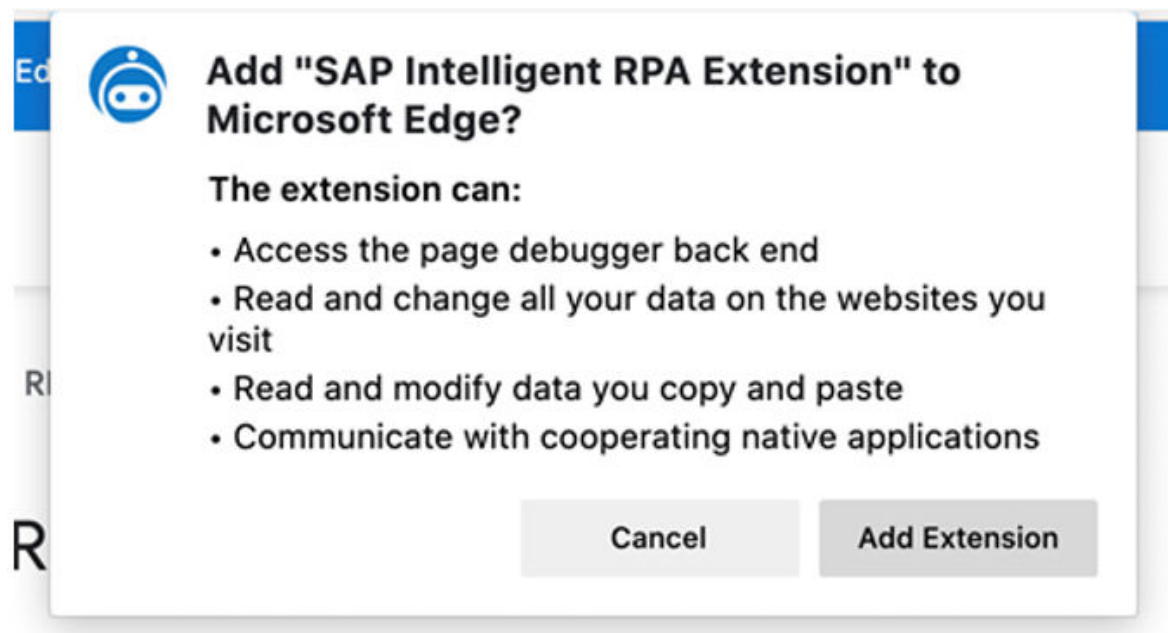 Ed
Add "SAP Intelligent RPA Extension" to
Microsoft Edge?
The extension can:
• Access the page debugger back end
• Read and change all your data on the websites you
visit
• Read and modify data you copy and paste
• Communicate with cooperating native applications
R
Cancel
Add Extension